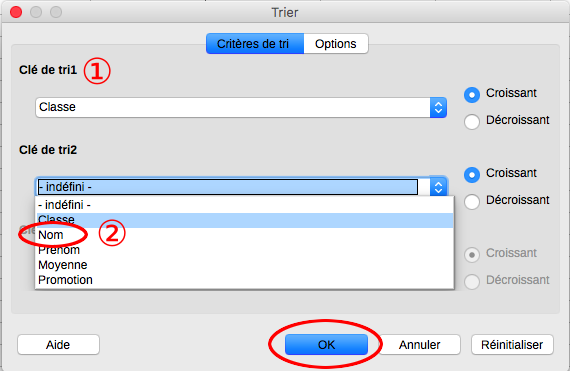 Trier
Critères de tri Options
Clé de tri1 ①
Classe
Croissant
Décroissant
Clé de tri2
- indéfini -
Croissant
Décroissant
- indéfini -
Classe
Nom
②
Prénom
Moyenne
Promotion
Croissant
Décroissant
Aide OK Annuler Réinitialiser